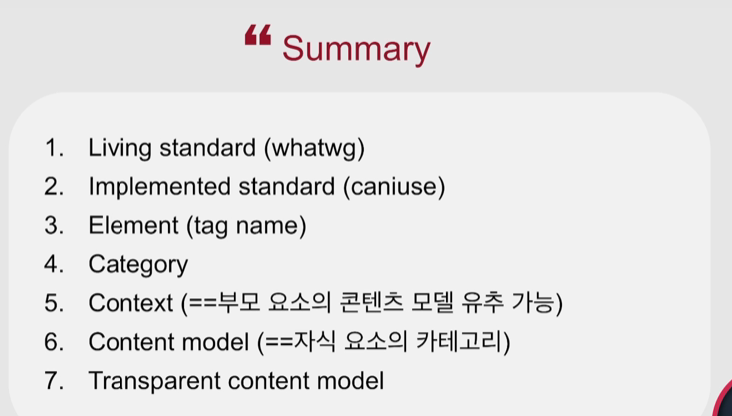 “ Summary
1. Living standard (whatwg)
2. Implemented standard (caniuse)
3. Element (tag name)
4. Category
5. Context (==부모 요소의 콘텐츠 모델 유추 가능)
6. Content model (==자식 요소의 카테고리)
7. Transparent content model